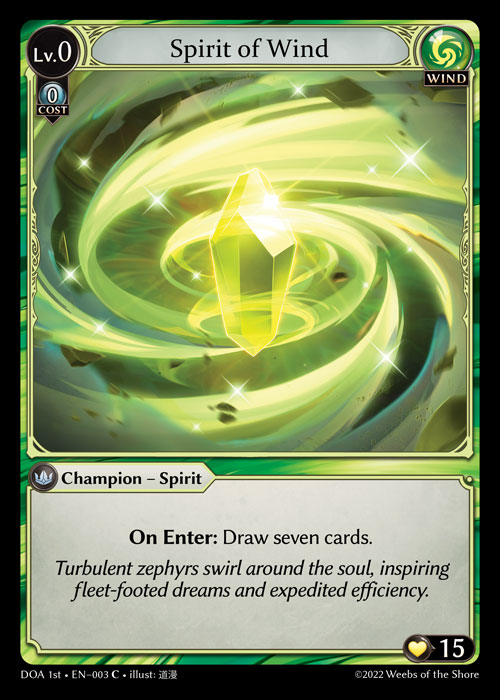 Lv.0
Spirit of Wind
WIND
0
COST
Champion – Spirit
On Enter: Draw seven cards.
Turbulent zephyrs swirl around the soul, inspiring
fleet-footed dreams and expedited efficiency.
15
DOA 1st • EN–003 C • illust: 道漫
©2022 Weebs of the Shore